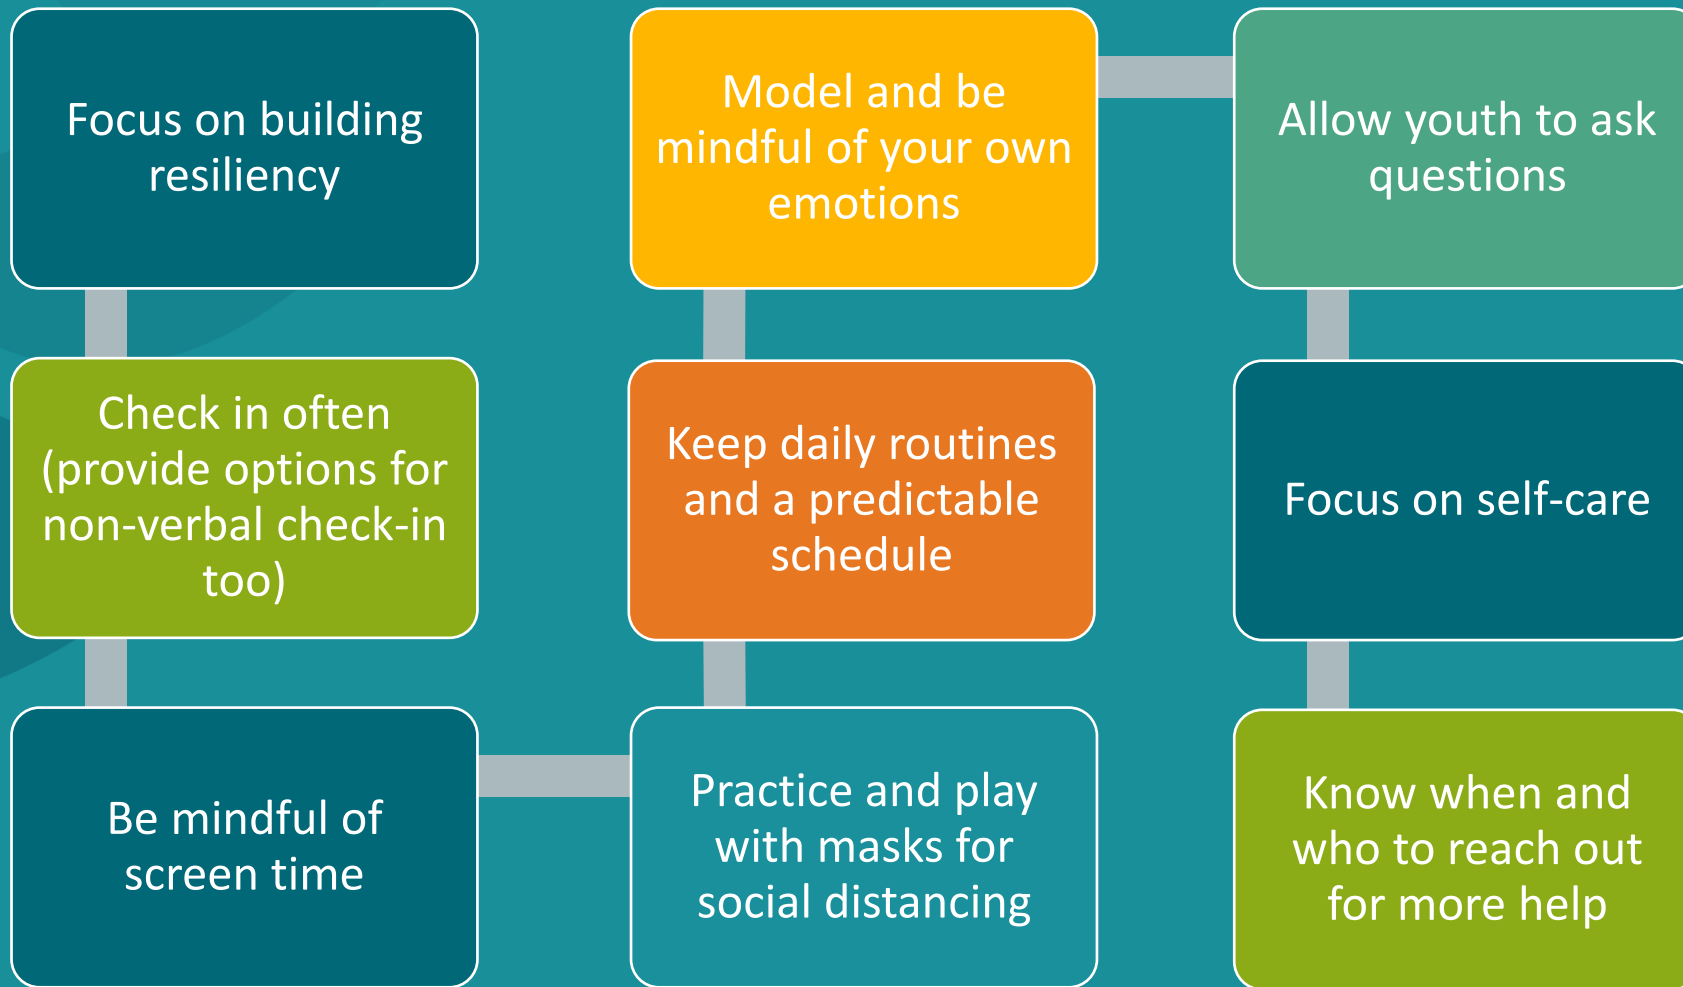 Focus on building
resiliency
Check in often
(provide options for
non-verbal check-in
too)
Be mindful of
screen time
Practice and play
with masks for
social distancing
Keep daily routines
and a predictable
schedule
Model and be
mindful of your own
emotions
Allow youth to ask
questions
Focus on self-care
Know when and
who to reach out
for more help